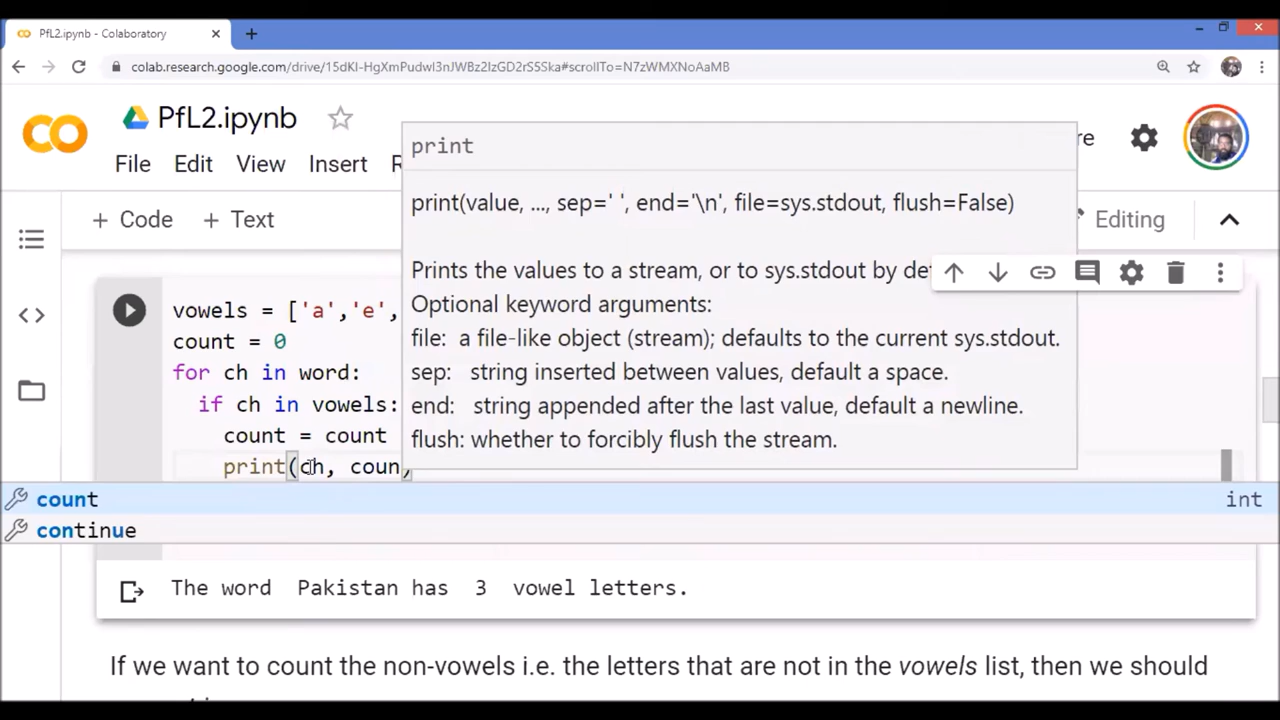 PfL2.ipynb - Colaboratory
colab.research.google.com/drive/15dKI-HgXmPudwI3nJWBz2IzGD2rS5Ska#scrollTo=N7zWMXNoAaMB
PfL2.ipynb
File Edit View Insert R
re
+ Code + Text
Editing
print
print(value, ..., sep=' ', end='\n', file=sys.stdout, flush=False)
Prints the values to a stream, or to sys.stdout by de
Optional keyword arguments:
file: a file-like object (stream); defaults to the current sys.stdout.
sep: string inserted between values, default a space.
end: string appended after the last value, default a newline.
flush: whether to forcibly flush the stream.
vowels = ['a','e',
count = 0
for ch in word:
if ch in vowels:
count = count
print(ch, coun)
count int
continue
The word Pakistan has 3 vowel letters.
If we want to count the non-vowels i.e. the letters that are not in the vowels list, then we should